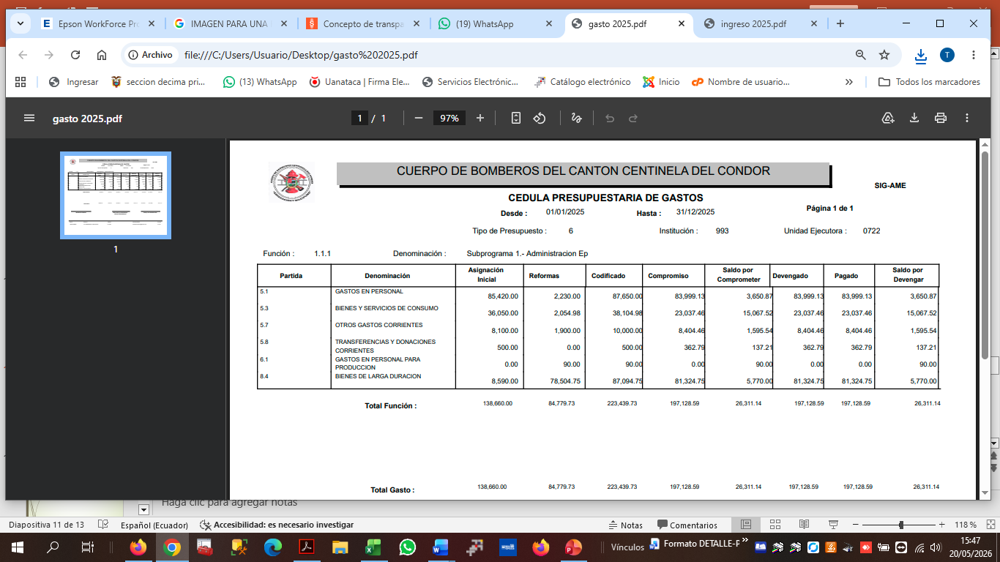 Epson WorkForce Pro
IMAGEN PARA UNA
Concepto de transpa
(19) WhatsApp
gasto 2025.pdf
ingreso 2025.pdf
Archivo
file:///C:/Users/Usuario/Desktop/gasto%202025.pdf
T
Ingresar
seccion decima pri...
(13) WhatsApp
Uanataca | Firma Ele...
Servicios Electrónic...
Catálogo electrónico
Inicio
Nombre de usuario...
»
Todos los marcadores
gasto 2025.pdf
1 / 1
97%
1
CUERPO DE BOMBEROS DEL CANTON CENTINELA DEL CONDOR
SIG-AME
CEDULA PRESUPUESTARIA DE GASTOS
Desde : 01/01/2025 Hasta : 31/12/2025 Página 1 de 1
Tipo de Presupuesto : 6 Institución : 993 Unidad Ejecutora : 0722
Función : 1.1.1 Denominación : Subprograma 1.- Administracion Ep
Partida Denominación Asignación Inicial Reformas Codificado Compromiso Saldo por Comprometer Devengado Pagado Saldo por Devengar
5.1 GASTOS EN PERSONAL 85,420.00 2,230.00 87,650.00 83,999.13 3,650.87 83,999.13 83,999.13 3,650.87
5.3 BIENES Y SERVICIOS DE CONSUMO 36,050.00 2,054.98 38,104.98 23,037.46 15,067.52 23,037.46 23,037.46 15,067.52
5.7 OTROS GASTOS CORRIENTES 8,100.00 1,900.00 10,000.00 8,404.46 1,595.54 8,404.46 8,404.46 1,595.54
5.8 TRANSFERENCIAS Y DONACIONES CORRIENTES 500.00 0.00 500.00 362.79 137.21 362.79 362.79 137.21
6.1 GASTOS EN PERSONAL PARA PRODUCCION 0.00 90.00 90.00 0.00 90.00 0.00 0.00 90.00
8.4 BIENES DE LARGA DURACION 8,590.00 78,504.75 87,094.75 81,324.75 5,770.00 81,324.75 81,324.75 5,770.00
Total Función : 138,660.00 84,779.73 223,439.73 197,128.59 26,311.14 197,128.59 197,128.59 26,311.14
Total Gasto : 138,660.00 84,779.73 223,439.73 197,128.59 26,311.14 197,128.59 197,128.59 26,311.14
Haga clic para agregar notas
Diapositiva 11 de 13
Español (Ecuador)
Accesibilidad: es necesario investigar
Notas
Comentarios
118 %
Vínculos
Formato DETALLE-F
»
15:47
20/05/2026